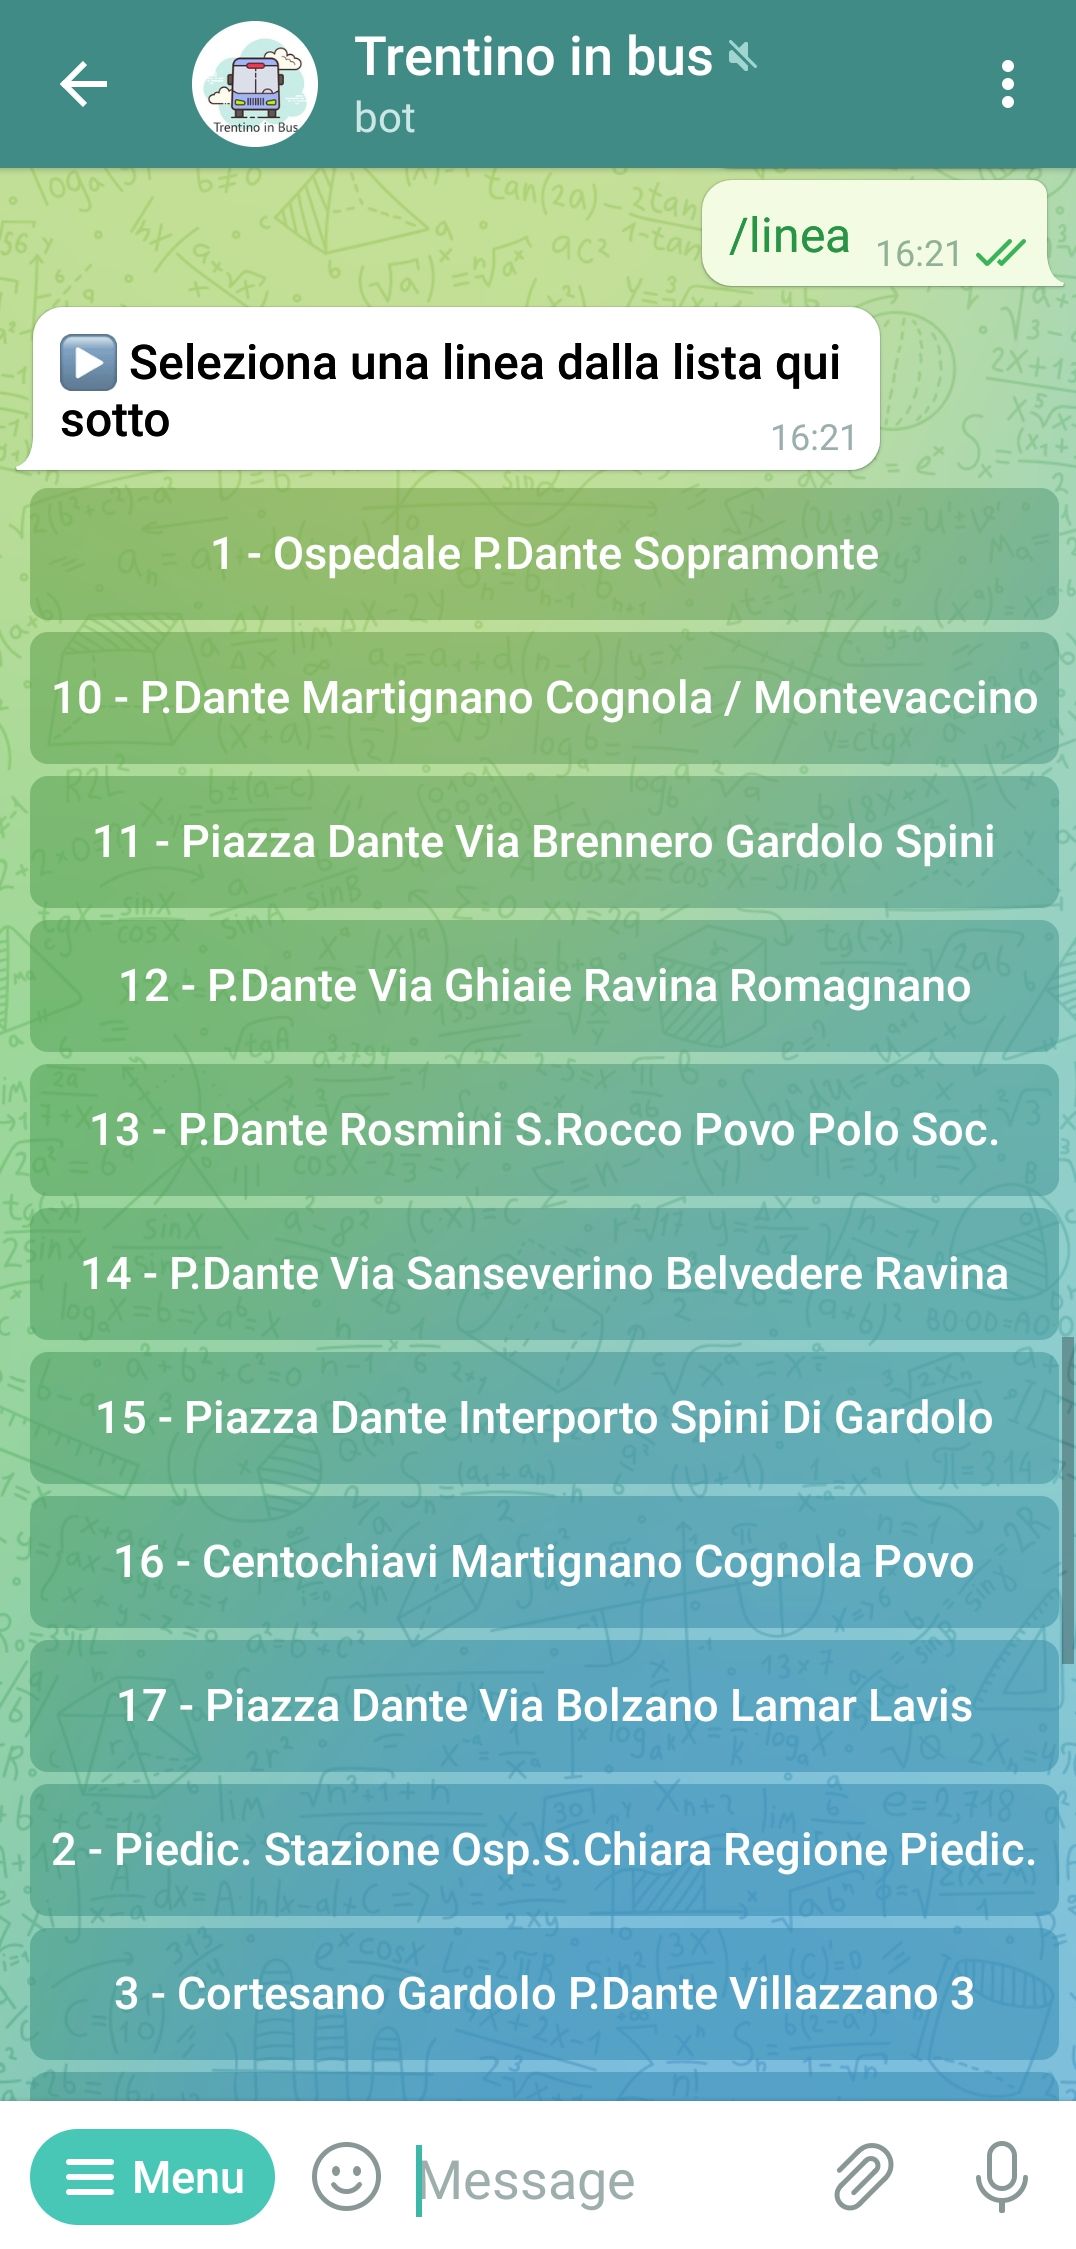 Trentino in bus
bot
Trentino in Bus
/linea 16:21
Seleziona una linea dalla lista qui
sotto
16:21
1 - Ospedale P.Dante Sopramonte
10 - P.Dante Martignano Cognola / Montevaccino
11 - Piazza Dante Via Brennero Gardolo Spini
12 - P.Dante Via Ghiaie Ravina Romagnano
13 - P.Dante Rosmini S.Rocco Povo Polo Soc.
14 - P.Dante Via Sanseverino Belvedere Ravina
15 - Piazza Dante Interporto Spini Di Gardolo
16 - Centochiavi Martignano Cognola Povo
17 - Piazza Dante Via Bolzano Lamar Lavis
2 - Piedic. Stazione Osp.S.Chiara Regione Piedic.
3 - Cortesano Gardolo P.Dante Villazzano 3
Menu
Message